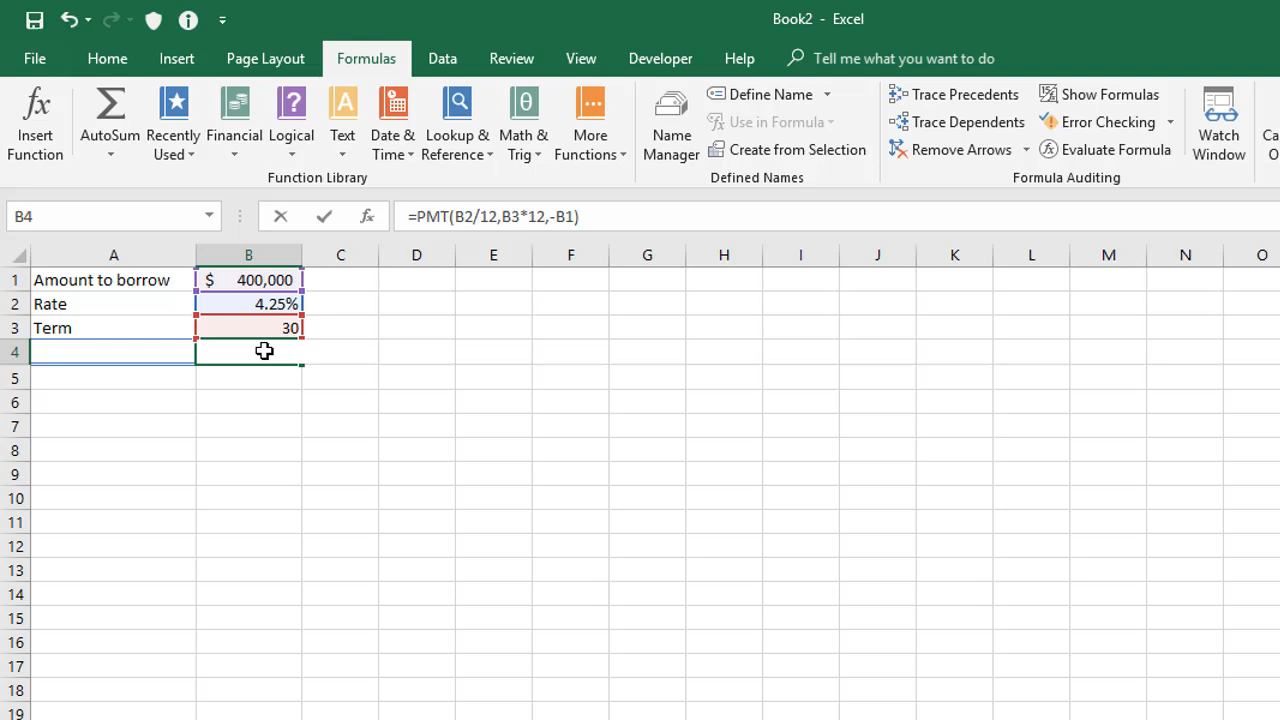 Book2 - Excel
File Home Insert Page Layout Formulas Data Review View Developer Help Tell me what you want to do
Insert Function
AutoSum
Recently Used
Financial
Logical
Text
Date & Time
Lookup & Reference
Math & Trig
More Functions
Function Library
Name Manager
Define Name
Use in Formula
Create from Selection
Defined Names
Trace Precedents
Trace Dependents
Remove Arrows
Show Formulas
Error Checking
Evaluate Formula
Formula Auditing
Watch Window
B4 fx =PMT(B2/12,B3*12,-B1)
A B C D E F G H I J K L M N O
1 Amount to borrow $ 400,000
2 Rate 4.25%
3 Term 30
4
5
6
7
8
9
10
11
12
13
14
15
16
17
18
19